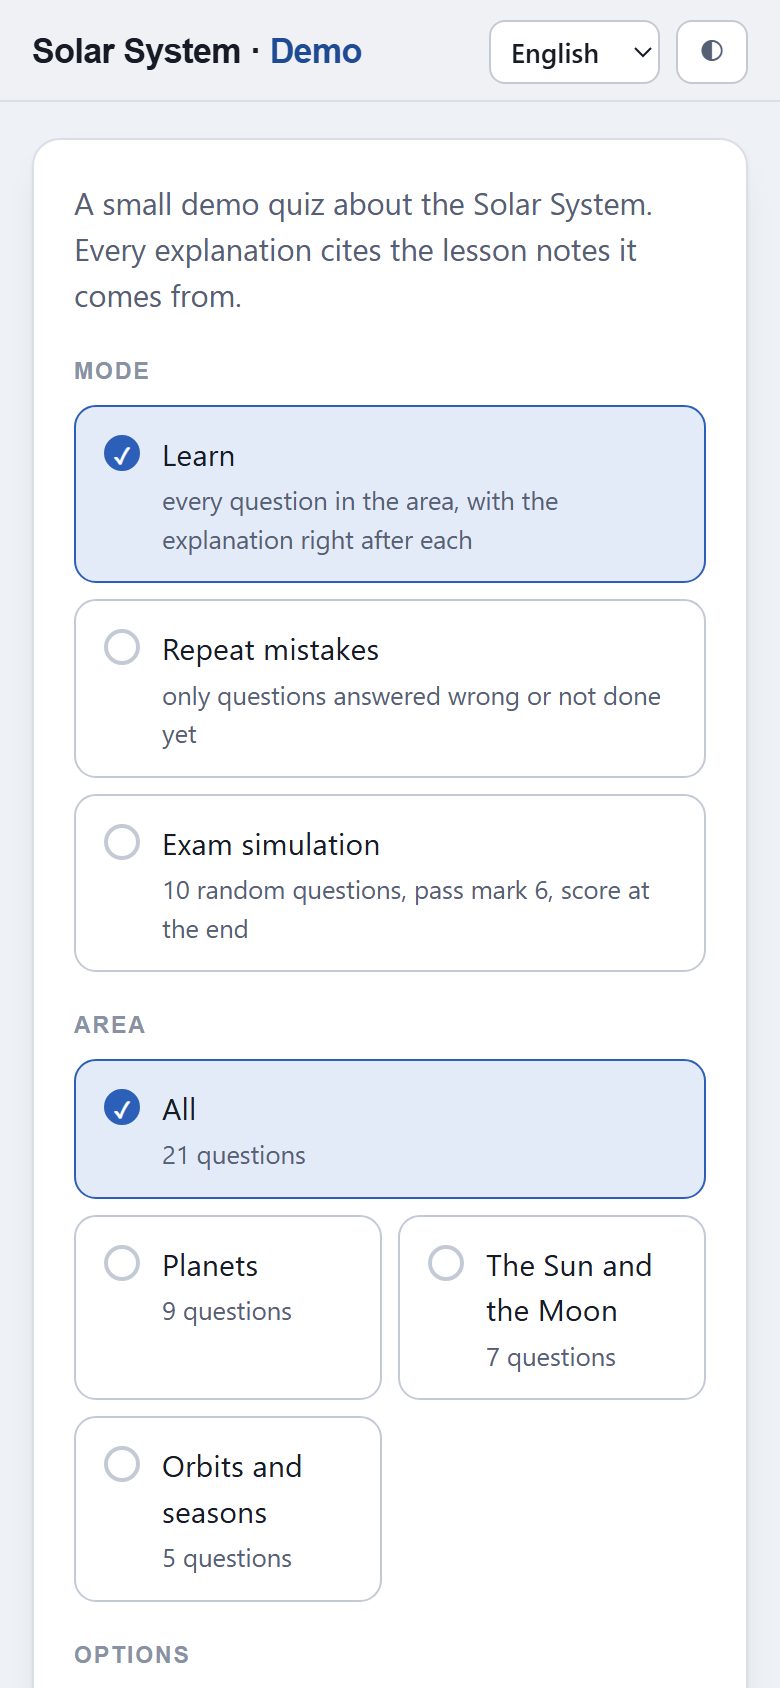 Solar System · Demo
English
A small demo quiz about the Solar System.
Every explanation cites the lesson notes it
comes from.
MODE
Learn
every question in the area, with the
explanation right after each
Repeat mistakes
only questions answered wrong or not done
yet
Exam simulation
10 random questions, pass mark 6, score at
the end
AREA
All
21 questions
Planets
9 questions
The Sun and
the Moon
7 questions
Orbits and
seasons
5 questions
OPTIONS